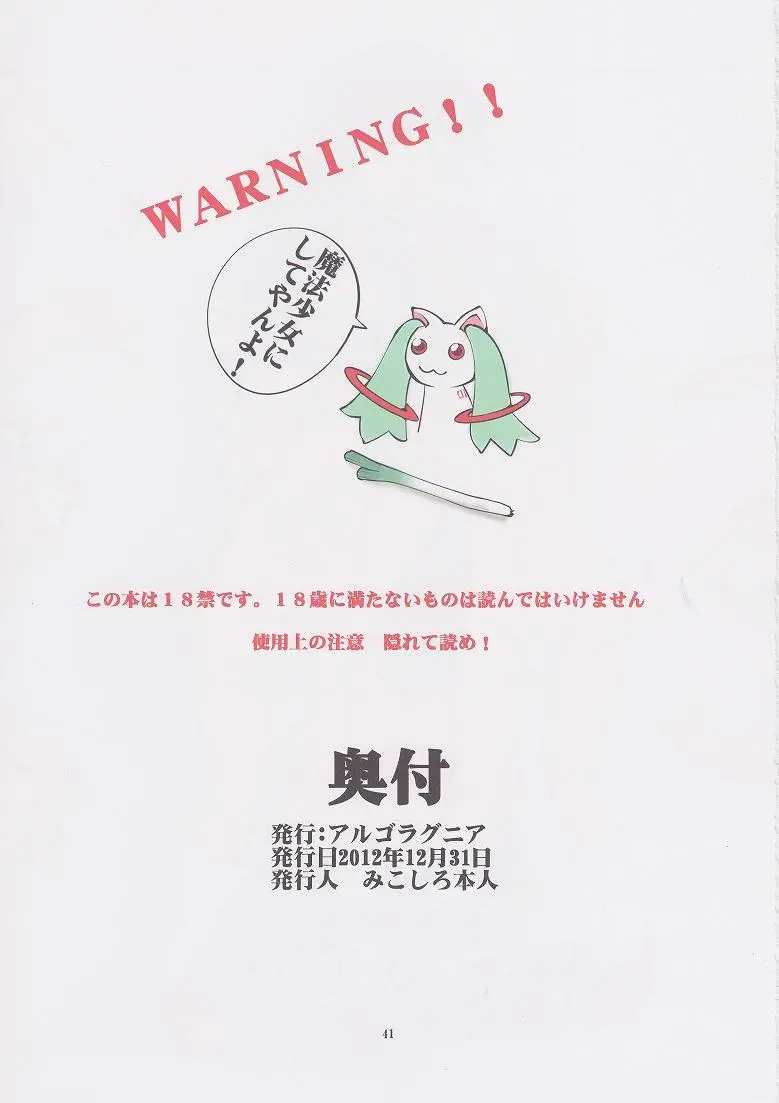 WARNING！！
魔法少女に
してやんよ！
この本は１８禁です。１８歳に満たないものは読んではいけません
使用上の注意　隠れて読め！
奥付
発行：アルゴラグニア
発行日2012年12月31日
発行人　みこしろ本人
41